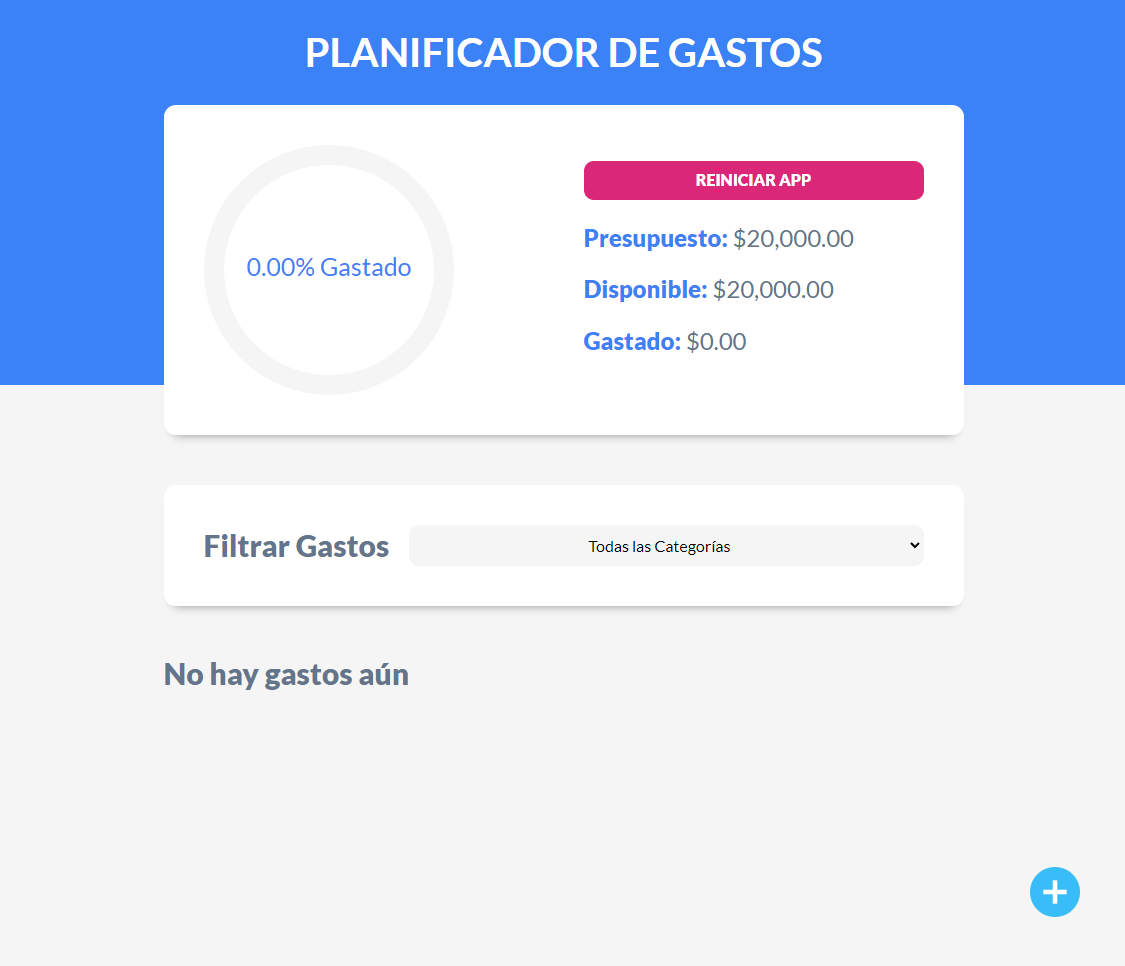 PLANIFICADOR DE GASTOS
0.00% Gastado
REINICIAR APP
Presupuesto: $20,000.00
Disponible: $20,000.00
Gastado: $0.00
Filtrar Gastos
Todas las Categorías
No hay gastos aún